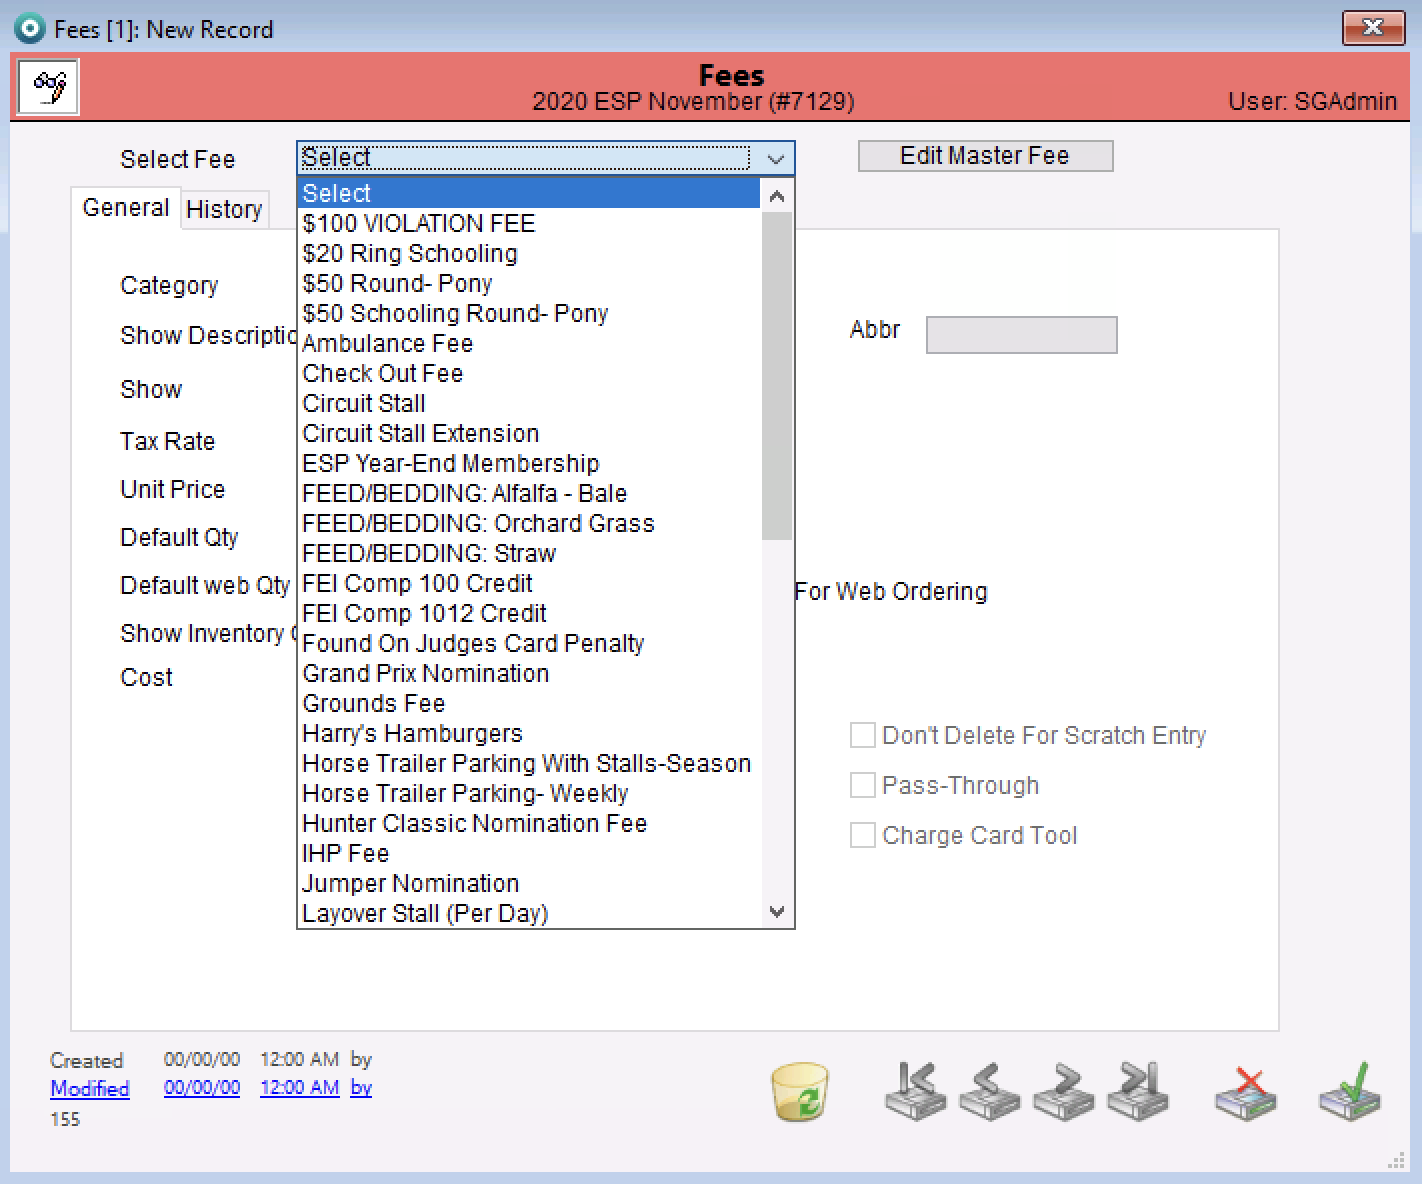 Fees [1]: New Record
Fees
2020 ESP November (#7129)
User: SGAdmin
Select Fee
Select
Edit Master Fee
General
History
Select
$100 VIOLATION FEE
$20 Ring Schooling
$50 Round- Pony
$50 Schooling Round- Pony
Ambulance Fee
Check Out Fee
Circuit Stall
Circuit Stall Extension
ESP Year-End Membership
FEED/BEDDING: Alfalfa - Bale
FEED/BEDDING: Orchard Grass
FEED/BEDDING: Straw
FEI Comp 100 Credit
FEI Comp 1012 Credit
Found On Judges Card Penalty
Grand Prix Nomination
Grounds Fee
Harry's Hamburgers
Horse Trailer Parking With Stalls-Season
Horse Trailer Parking- Weekly
Hunter Classic Nomination Fee
IHP Fee
Jumper Nomination
Layover Stall (Per Day)
Category
Show Descriptio
Show
Tax Rate
Unit Price
Default Qty
Default web Qty
Show Inventory
Cost
Abbr
For Web Ordering
Don't Delete For Scratch Entry
Pass-Through
Charge Card Tool
Created 00/00/00 12:00 AM by
Modified 00/00/00 12:00 AM by
155